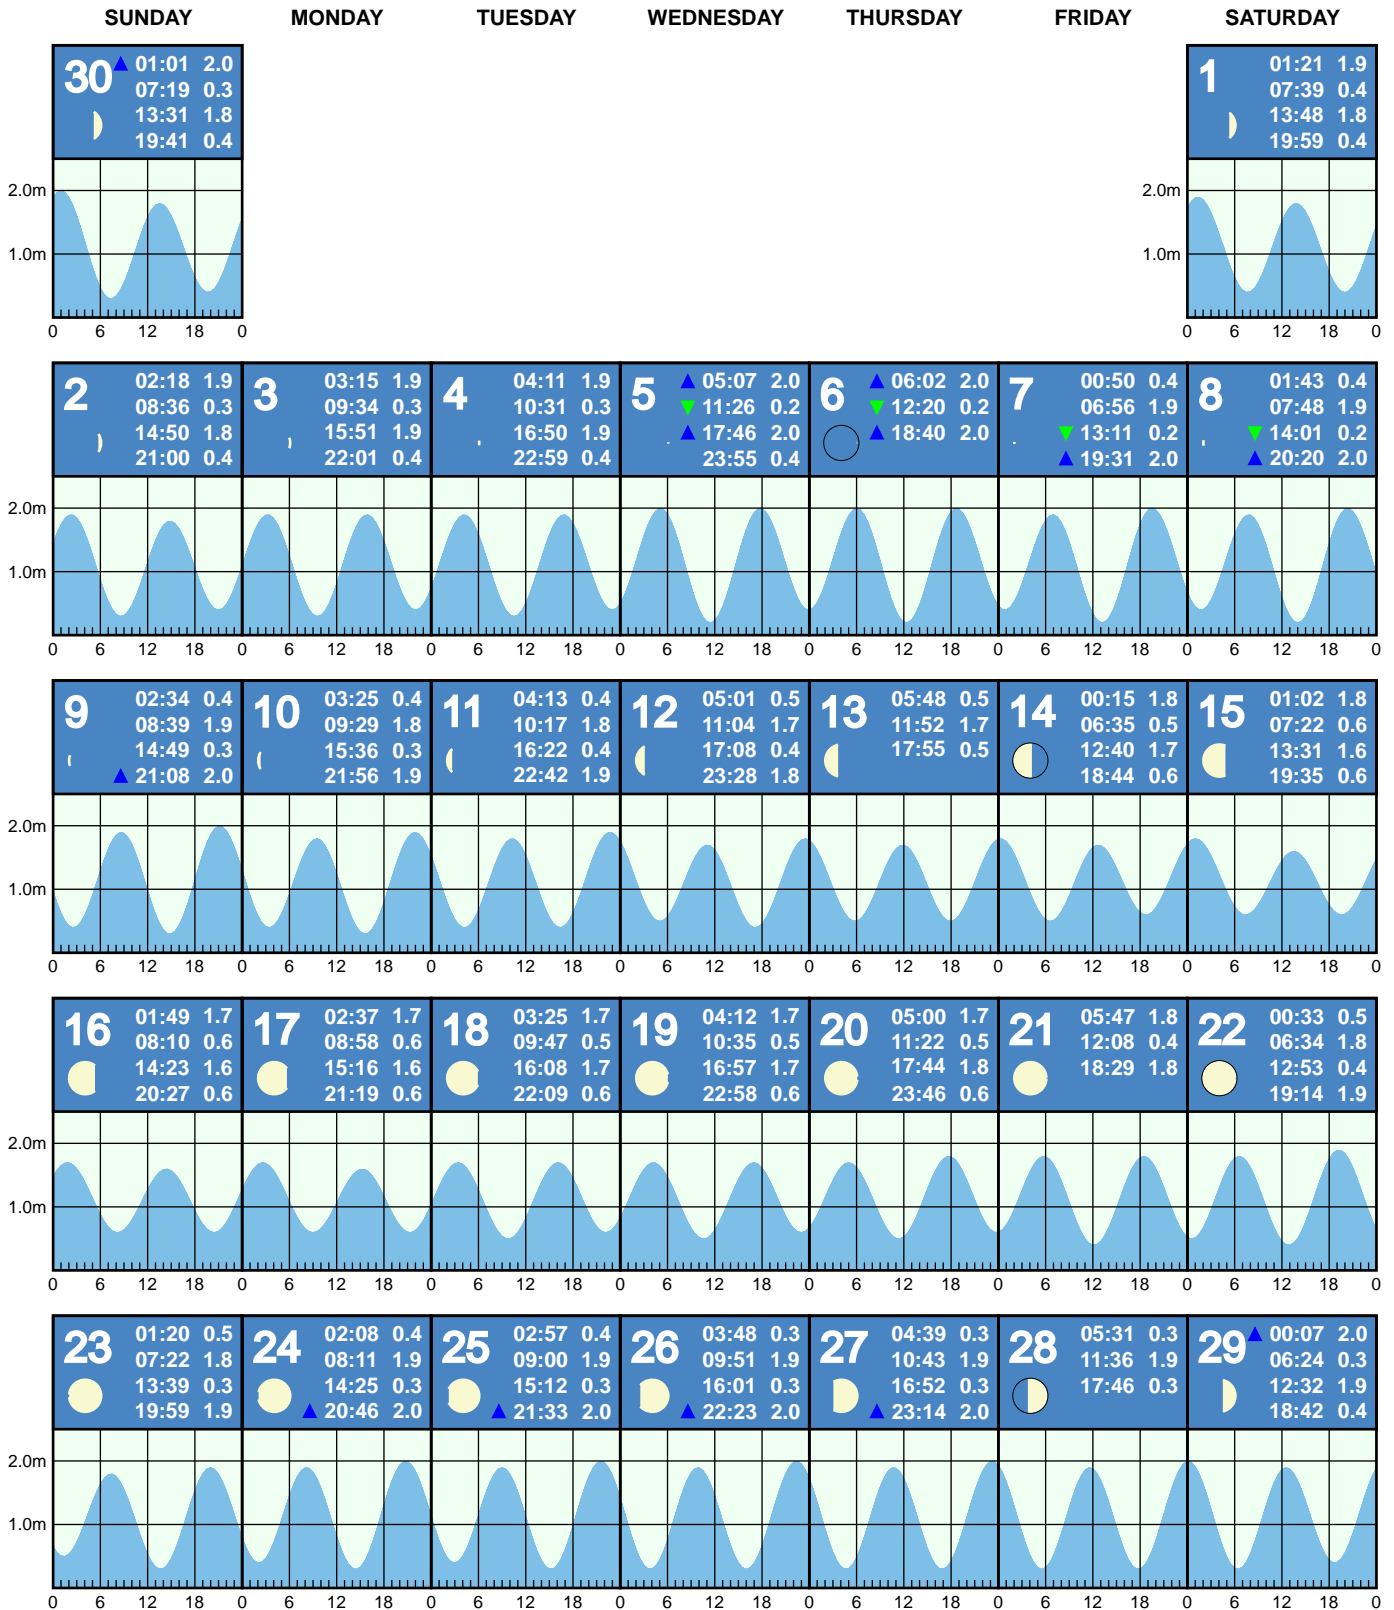 SUNDAY MONDAY TUESDAY WEDNESDAY THURSDAY FRIDAY SATURDAY
30 01:01 2.0
07:19 0.3
13:31 1.8
19:41 0.4
1 01:21 1.9
07:39 0.4
13:48 1.8
19:59 0.4
2.0m 2.0m
1.0m 1.0m
0 6 12 18 0 0 6 12 18 0
2 02:18 1.9
08:36 0.3
14:50 1.8
21:00 0.4
3 03:15 1.9
09:34 0.3
15:51 1.9
22:01 0.4
4 04:11 1.9
10:31 0.3
16:50 1.9
22:59 0.4
5 05:07 2.0
11:26 0.2
17:46 2.0
23:55 0.4
6 06:02 2.0
12:20 0.2
18:40 2.0
7 00:50 0.4
06:56 1.9
13:11 0.2
19:31 2.0
8 01:43 0.4
07:48 1.9
14:01 0.2
20:20 2.0
2.0m
1.0m
0 6 12 18 0 6 12 18 0 6 12 18 0 6 12 18 0 6 12 18 0 6 12 18 0 6 12 18 0
9 02:34 0.4
08:39 1.9
14:49 0.3
21:08 2.0
10 03:25 0.4
09:29 1.8
15:36 0.3
21:56 1.9
11 04:13 0.4
10:17 1.8
16:22 0.4
22:42 1.9
12 05:01 0.5
11:04 1.7
17:08 0.4
23:28 1.8
13 05:48 0.5
11:52 1.7
17:55 0.5
14 00:15 1.8
06:35 0.5
12:40 1.7
18:44 0.6
15 01:02 1.8
07:22 0.6
13:31 1.6
19:35 0.6
2.0m
1.0m
0 6 12 18 0 6 12 18 0 6 12 18 0 6 12 18 0 6 12 18 0 6 12 18 0 6 12 18 0
16 01:49 1.7
08:10 0.6
14:23 1.6
20:27 0.6
17 02:37 1.7
08:58 0.6
15:16 1.6
21:19 0.6
18 03:25 1.7
09:47 0.5
16:08 1.7
22:09 0.6
19 04:12 1.7
10:35 0.5
16:57 1.7
22:58 0.6
20 05:00 1.7
11:22 0.5
17:44 1.8
23:46 0.6
21 05:47 1.8
12:08 0.4
18:29 1.8
22 00:33 0.5
06:34 1.8
12:53 0.4
19:14 1.9
2.0m
1.0m
0 6 12 18 0 6 12 18 0 6 12 18 0 6 12 18 0 6 12 18 0 6 12 18 0 6 12 18 0
23 01:20 0.5
07:22 1.8
13:39 0.3
19:59 1.9
24 02:08 0.4
08:11 1.9
14:25 0.3
20:46 2.0
25 02:57 0.4
09:00 1.9
15:12 0.3
21:33 2.0
26 03:48 0.3
09:51 1.9
16:01 0.3
22:23 2.0
27 04:39 0.3
10:43 1.9
16:52 0.3
23:14 2.0
28 05:31 0.3
11:36 1.9
17:46 0.3
29 00:07 2.0
06:24 0.3
12:32 1.9
18:42 0.4
2.0m
1.0m
0 6 12 18 0 6 12 18 0 6 12 18 0 6 12 18 0 6 12 18 0 6 12 18 0 6 12 18 0